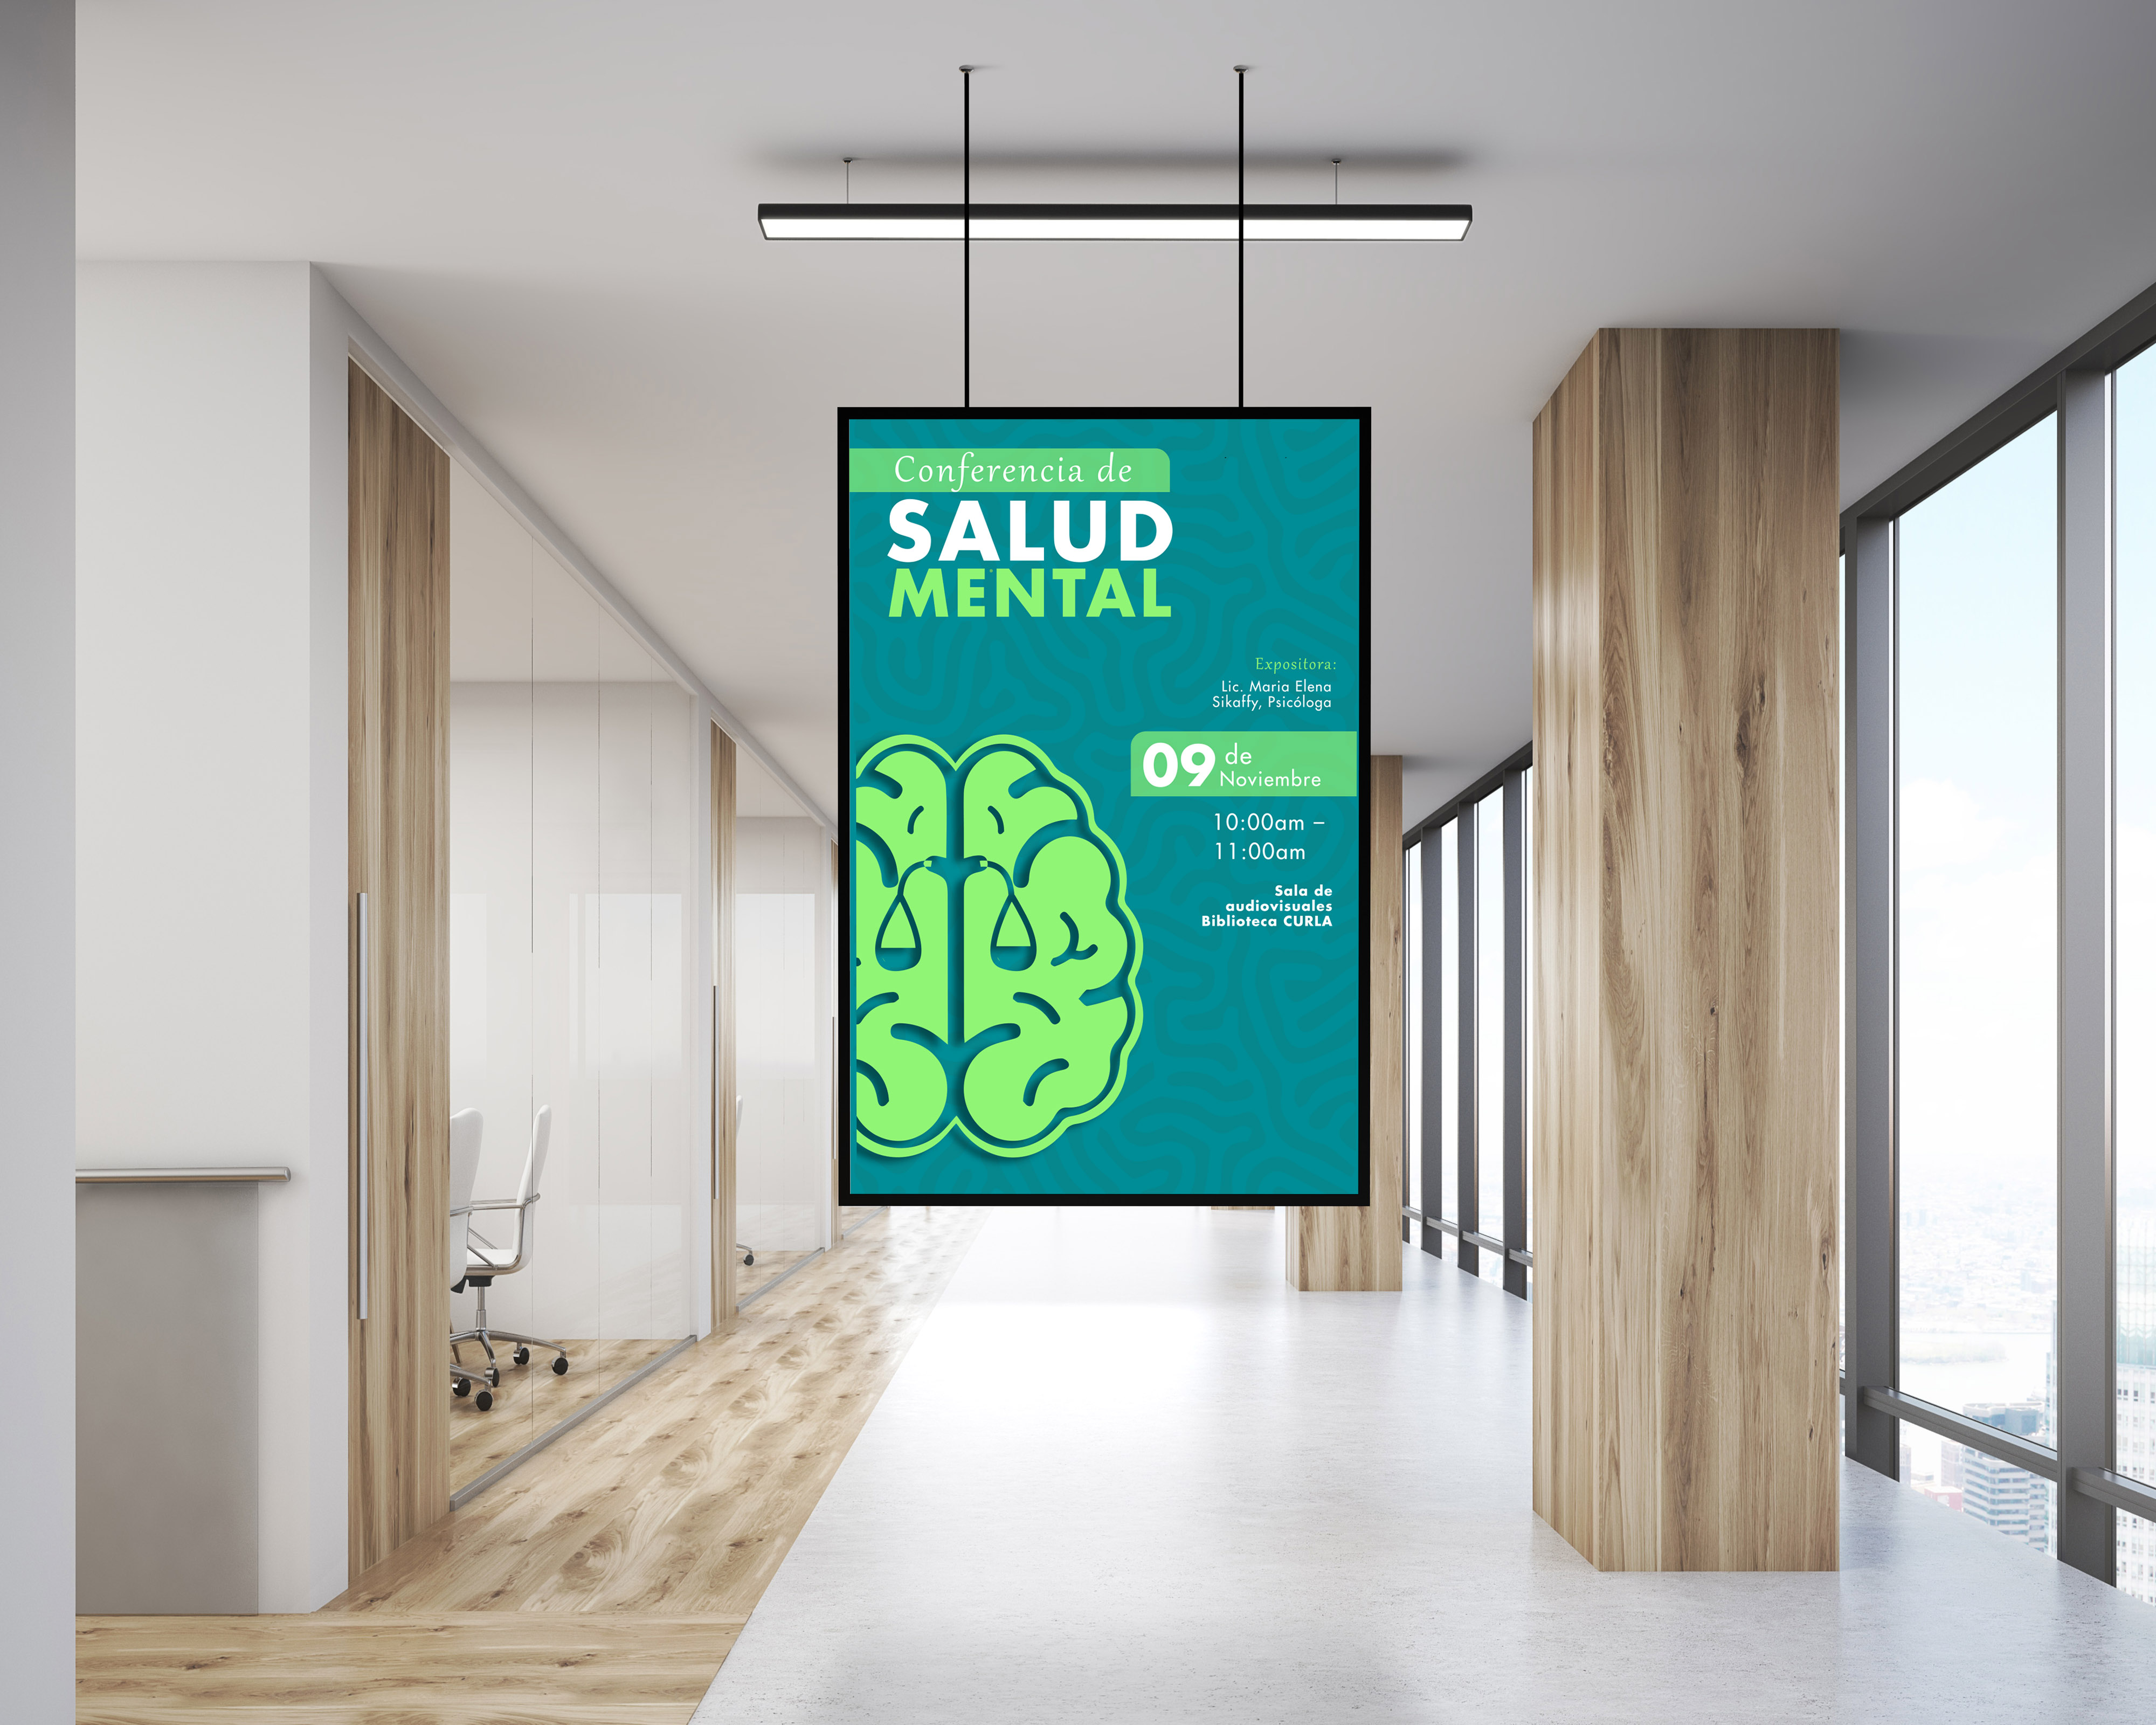 Conferencia de
SALUD
MENTAL
Expositora:
Lic. Maria Elena
Sikaffy, Psicóloga
09 de
Noviembre
10:00am –
11:00am
Sala de
audiovisuales
Biblioteca CURLA